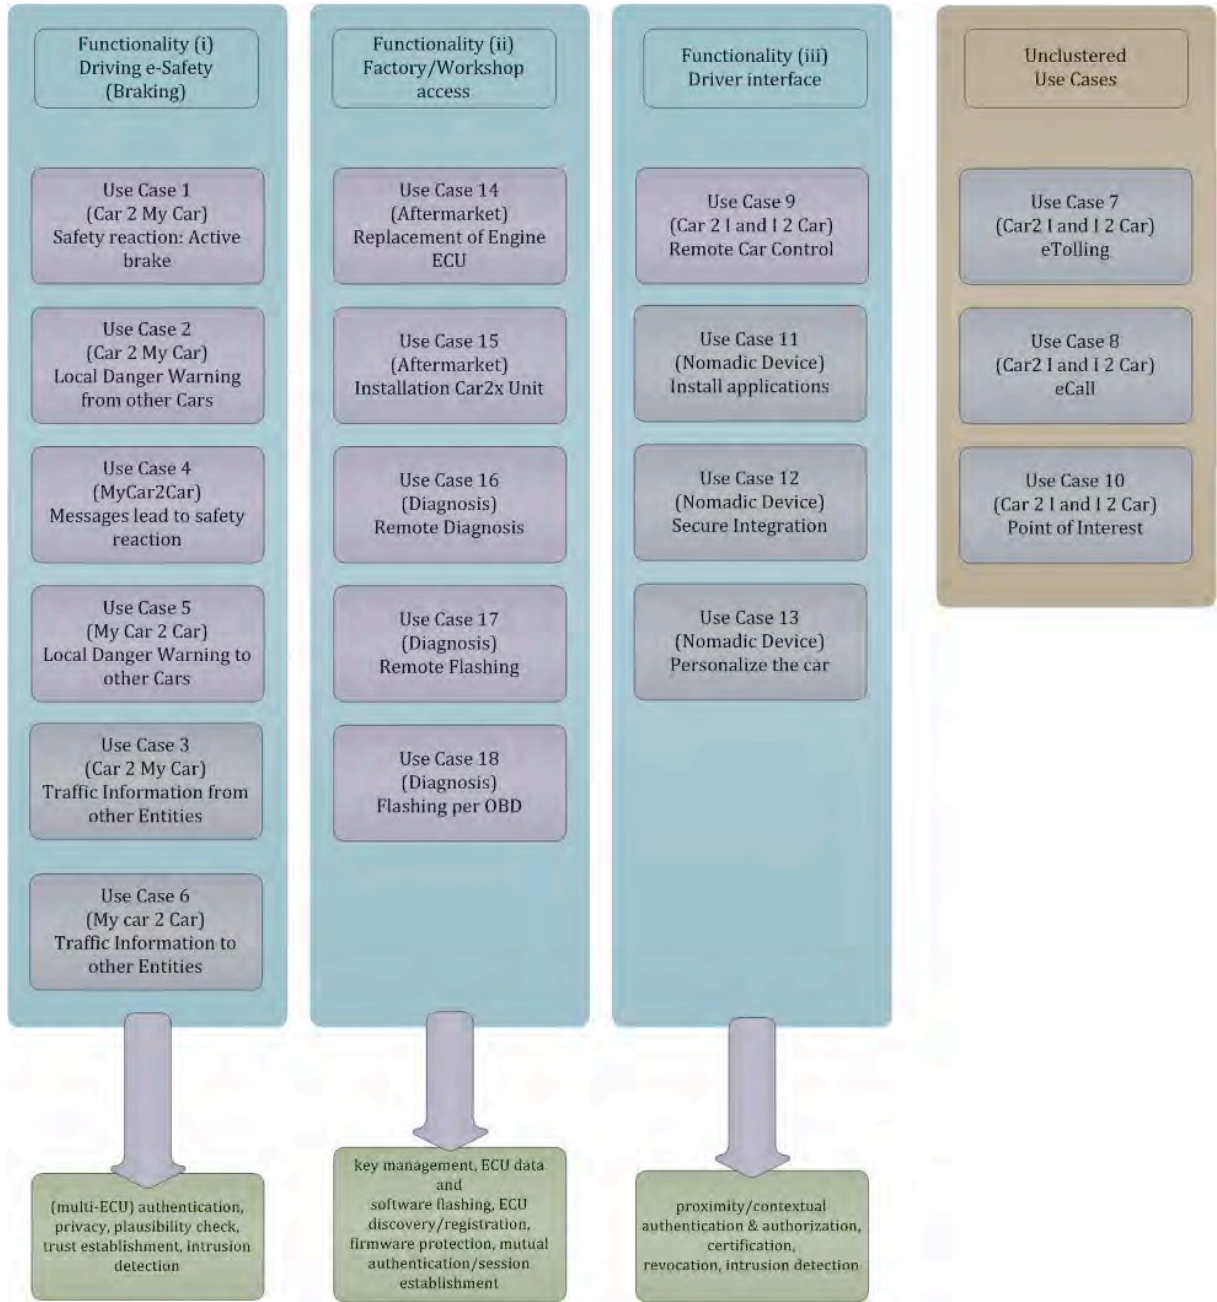 Functionality (i)
Driving e-Safety
(Braking)
Use Case 1
(Car 2 My Car)
Safety reaction: Active
brake
Use Case 2
(Car 2 My Car)
Local Danger Warning
from other Cars
Use Case 4
(MyCar2Car)
Messages lead to safety
reaction
Use Case 5
(My Car 2 Car)
Local Danger Warning to
other Cars
Use Case 3
(Car 2 My Car)
Traffic Information from
other Entities
Use Case 6
(My car 2 Car)
Traffic Information to
other Entities
(multi-ECU) authentication,
privacy, plausibility check,
trust establishment, intrusion
detection
Functionality (ii)
Factory/Workshop
access
Use Case 14
(Aftermarket)
Replacement of Engine
ECU
Use Case 15
(Aftermarket)
Installation Car2x Unit
Use Case 16
(Diagnosis)
Remote Diagnosis
Use Case 17
(Diagnosis)
Remote Flashing
Use Case 18
(Diagnosis)
Flashing per OBD
key management, ECU data
and
software flashing, ECU
discovery/registration,
firmware protection, mutual
authentication/session
establishment
Functionality (iii)
Driver interface
Use Case 9
(Car 2 I and I 2 Car)
Remote Car Control
Use Case 11
(Nomadic Device)
Install applications
Use Case 12
(Nomadic Device)
Secure Integration
Use Case 13
(Nomadic Device)
Personalize the car
proximity/contextual
authentication & authorization,
certification,
revocation, intrusion detection
Unclustered
Use Cases
Use Case 7
(Car2 I and I 2 Car)
eTolling
Use Case 8
(Car2 I and I 2 Car)
eCall
Use Case 10
(Car 2 I and I 2 Car)
Point of Interest